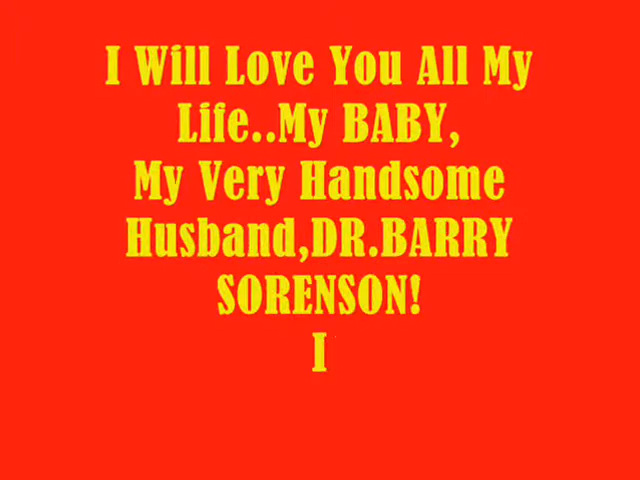 I Will Love You All My
Life..My BABY,
My Very Handsome
Husband,DR.BARRY
SORENSON!
I